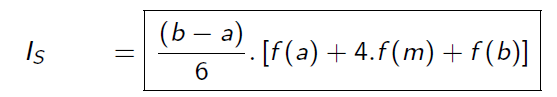 I_S = (b − a)/6 . [f(a) + 4.f(m) + f(b)]